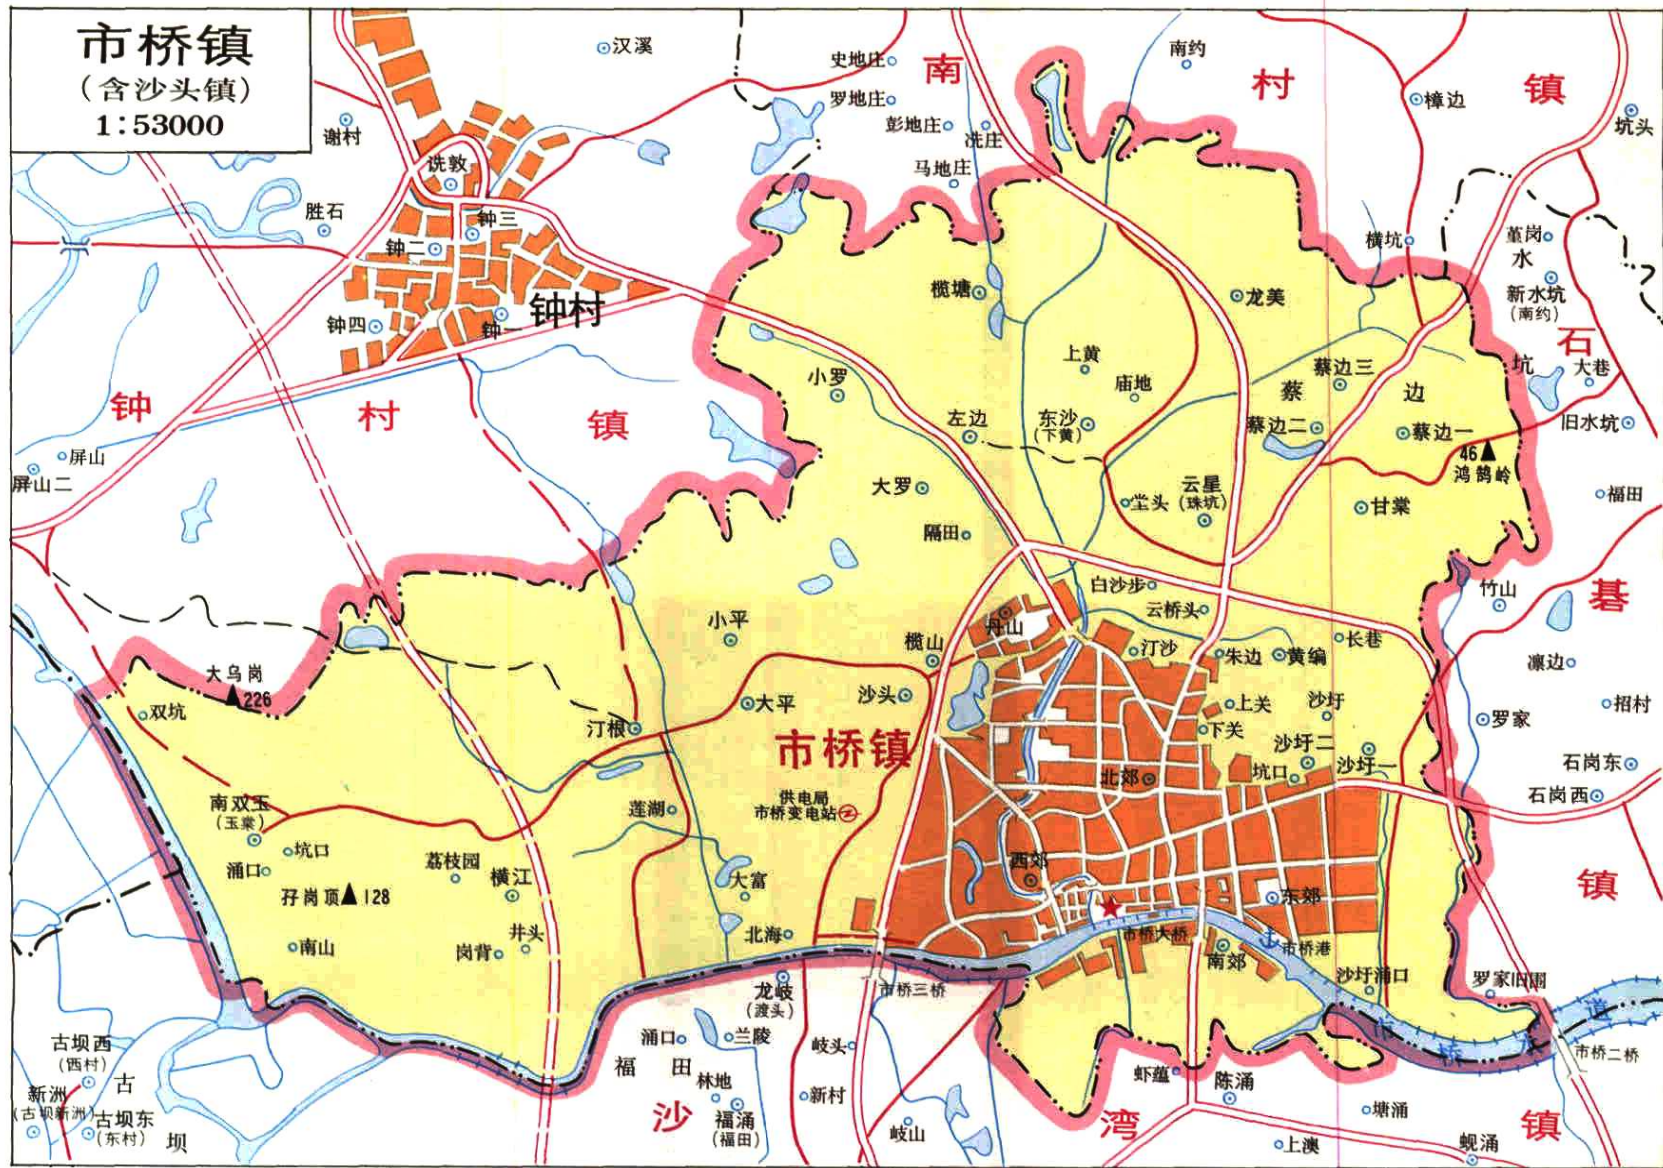 市桥镇
(含沙头镇)
1:53000
汉溪
史地庄
南
村
镇
南约
罗地庄
樟边
谢村
彭地庄
冼庄
坑头
马地庄
冼敦
胜石
钟三
钟二
横坑
堇岗
水
榄塘
龙美
新水坑
(南约)
钟村
钟四
钟一
石
上黄
蔡边三
坑
大巷
小罗
庙地
蔡
边
钟
村
镇
左边
东沙
(下黄)
蔡边二
蔡边一
旧水坑
屏山
46
鸿鹄岭
屏山二
大罗
云星
(珠坑)
坣头
甘棠
福田
隔田
白沙步
竹山
碁
云桥头
小平
丹山
榄山
汀沙
朱边
黄编
长巷
凛边
大乌岗
226
沙头
大平
上关
沙圩
招村
双坑
汀根
下关
罗家
市桥镇
沙圩二
北郊
坑口
沙圩一
石岗东
供电局
市桥变电站
石岗西
南双玉
(玉棠)
莲湖
坑口
荔枝园
西郊
涌口
横江
大富
镇
孖岗顶
128
东郊
南山
岗背
井头
北海
市桥大桥
南郊
市桥港
沙圩涌口
罗家旧围
龙岐
(渡头)
市桥三桥
市
桥
水
道
古坝西
(西村)
古
涌口
兰陵
岐头
市桥二桥
福
田
新洲
(古坝新洲)
林地
新村
虾蕴
陈涌
古坝东
(东村)
坝
沙
福涌
(福田)
岐山
湾
塘涌
镇
上澳
蚬涌